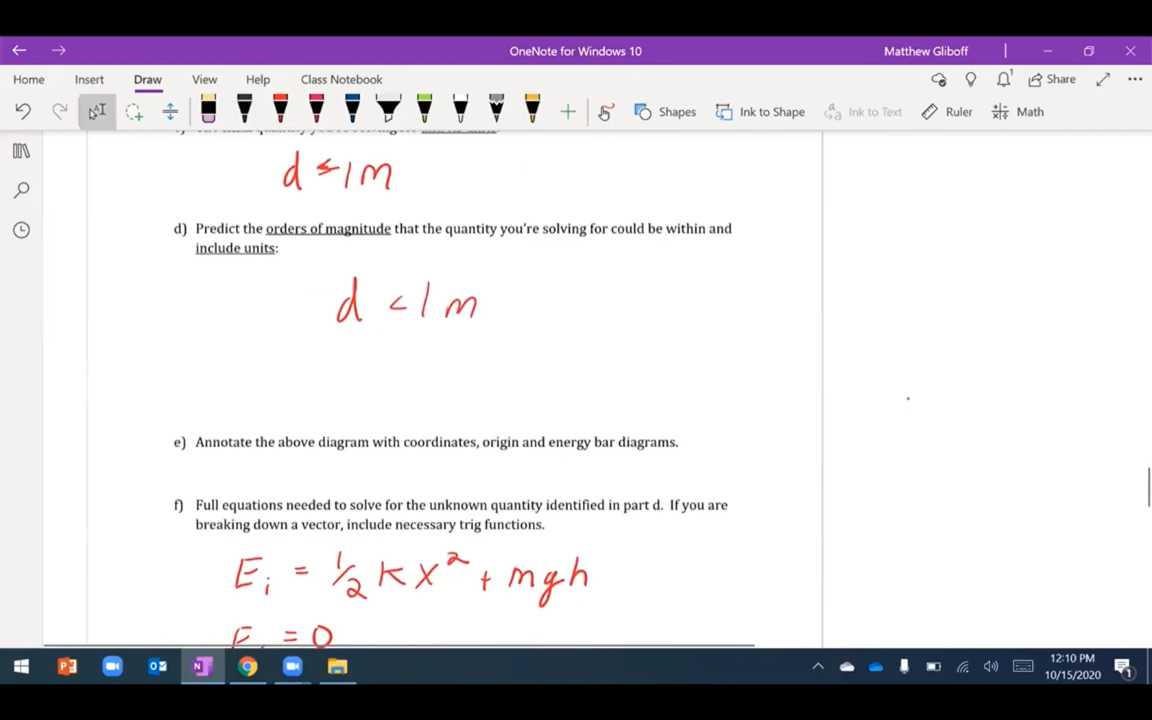 OneNote for Windows 10
Matthew Gliboff
Home Insert Draw View Help Class Notebook
Share
Shapes
Ink to Shape
Ink to Text
Ruler
Math
d ≤ 1 m
d) Predict the orders of magnitude that the quantity you're solving for could be within and
include units:
d < 1 m
e) Annotate the above diagram with coordinates, origin and energy bar diagrams.
f) Full equations needed to solve for the unknown quantity identified in part d. If you are
breaking down a vector, include necessary trig functions.
Ei = 1/2 Kx² + mgh
= 0
12:10 PM
10/15/2020